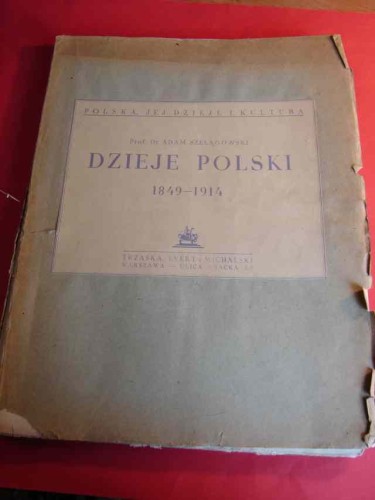 POLSKA, JEJ DZIEJE I KULTURA
Prof. Dr. ADAM SZELĄGOWSKI
DZIEJE POLSKI
1849–1914
TRZASKA, EVERT I MICHALSKI
WARSZAWA